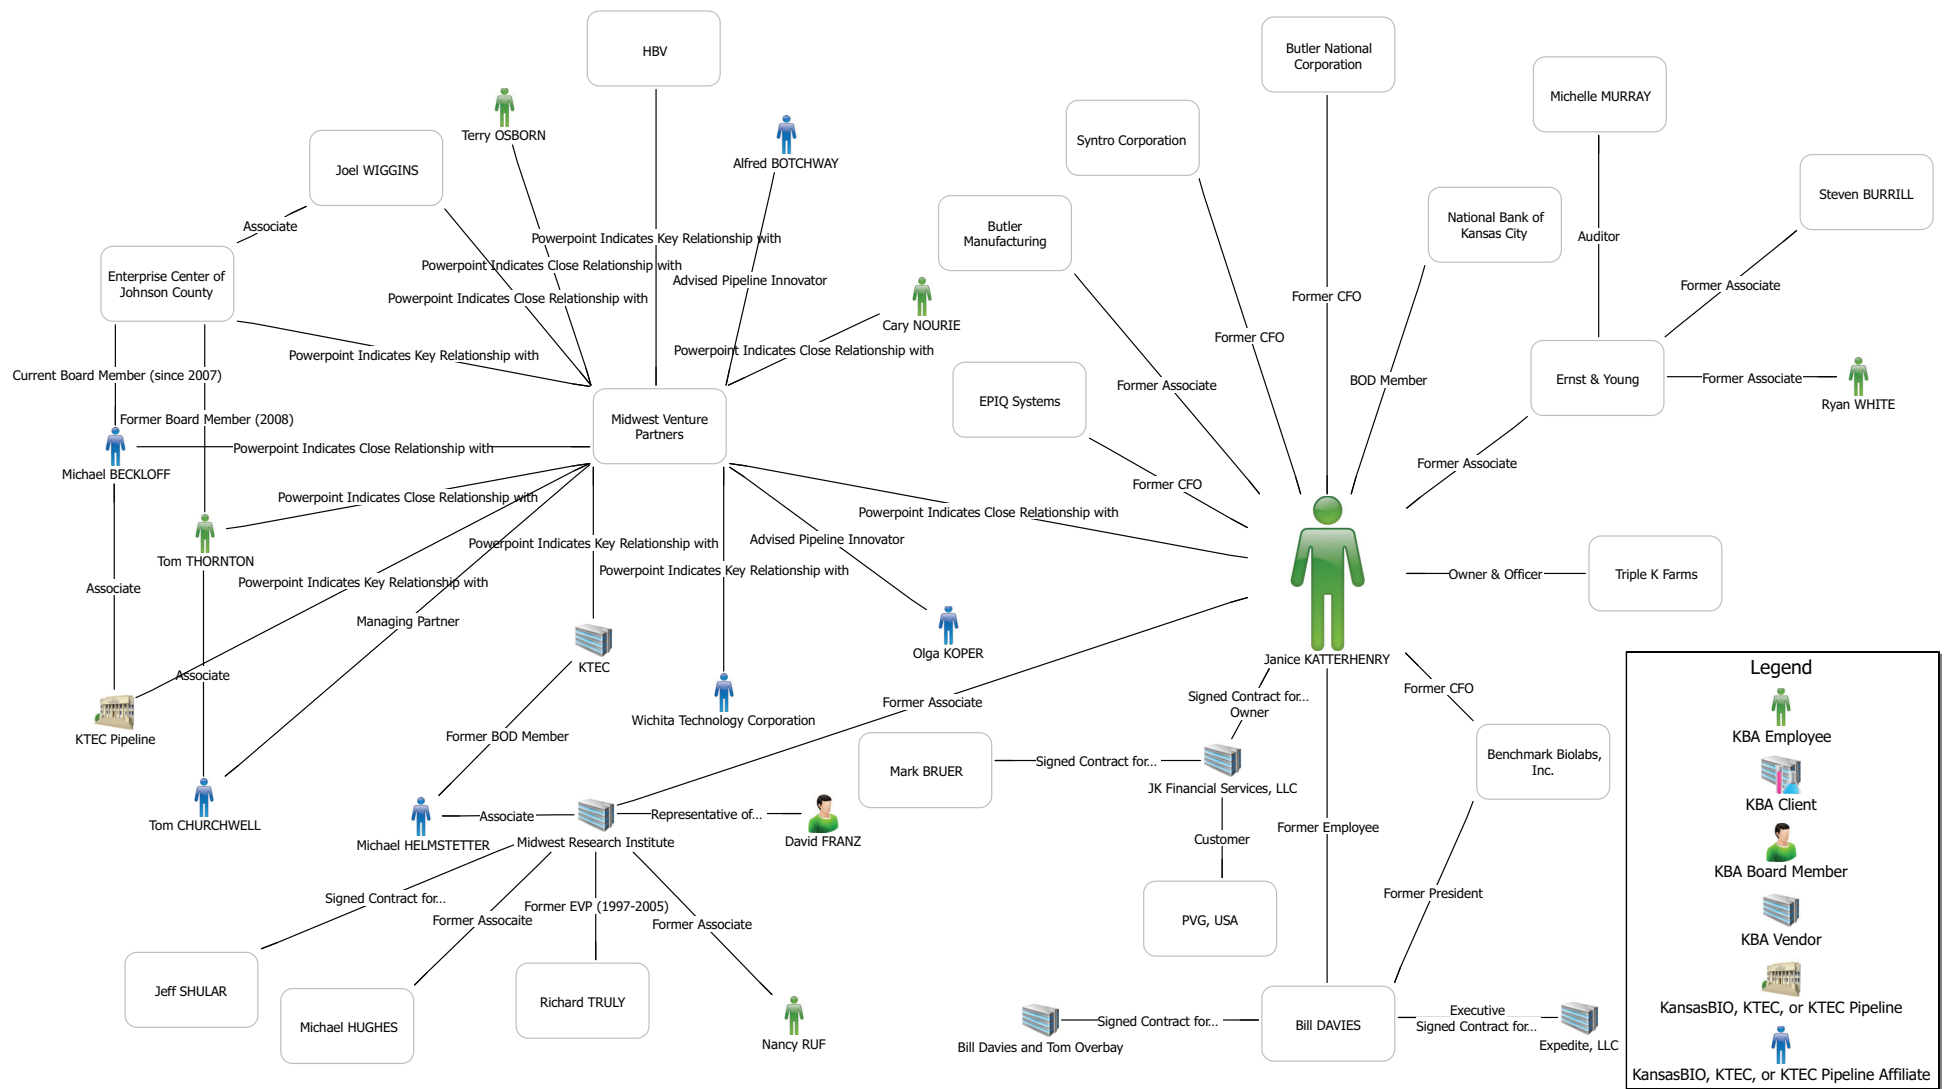 HBV
Butler National
Corporation
Michelle MURRAY
Terry OSBORN
Syntro Corporation
Alfred BOTCHWAY
Joel WIGGINS
Steven BURRILL
National Bank of
Kansas City
Butler
Manufacturing
Associate
Powerpoint Indicates Key Relationship with
Auditor
Powerpoint Indicates Close Relationship with
Enterprise Center of
Johnson County
Advised Pipeline Innovator
Former Associate
Powerpoint Indicates Close Relationship with
Former CFO
Cary NOURIE
Former CFO
Powerpoint Indicates Key Relationship with
Powerpoint Indicates Close Relationship with
Current Board Member (since 2007)
Former Associate
BOD Member
Ernst & Young
Former Associate
Ryan WHITE
EPIQ Systems
Former Board Member (2008)
Midwest Venture
Partners
Powerpoint Indicates Close Relationship with
Michael BECKLOFF
Former Associate
Former CFO
Powerpoint Indicates Close Relationship with
Powerpoint Indicates Close Relationship with
Powerpoint Indicates Key Relationship with
Advised Pipeline Innovator
Tom THORNTON
Powerpoint Indicates Key Relationship with
Powerpoint Indicates Key Relationship with
Associate
Owner & Officer
Triple K Farms
Managing Partner
Olga KOPER
Janice KATTERHENRY
KTEC
Associate
Former CFO
Signed Contract for...
Owner
Former Associate
Wichita Technology Corporation
KTEC Pipeline
Former BOD Member
Benchmark Biolabs,
Inc.
Mark BRUER
Signed Contract for...
JK Financial Services, LLC
Tom CHURCHWELL
Associate
Representative of...
Michael HELMSTETTER
Midwest Research Institute
David FRANZ
Former Employee
Customer
Signed Contract for...
Former EVP (1997-2005)
Former Assocaite
Former Associate
Former President
PVG, USA
Jeff SHULAR
Michael HUGHES
Richard TRULY
Nancy RUF
Signed Contract for...
Bill Davies and Tom Overbay
Bill DAVIES
Executive
Signed Contract for...
Expedite, LLC
Legend
KBA Employee
KBA Client
KBA Board Member
KBA Vendor
KansasBIO, KTEC, or KTEC Pipeline
KansasBIO, KTEC, or KTEC Pipeline Affiliate